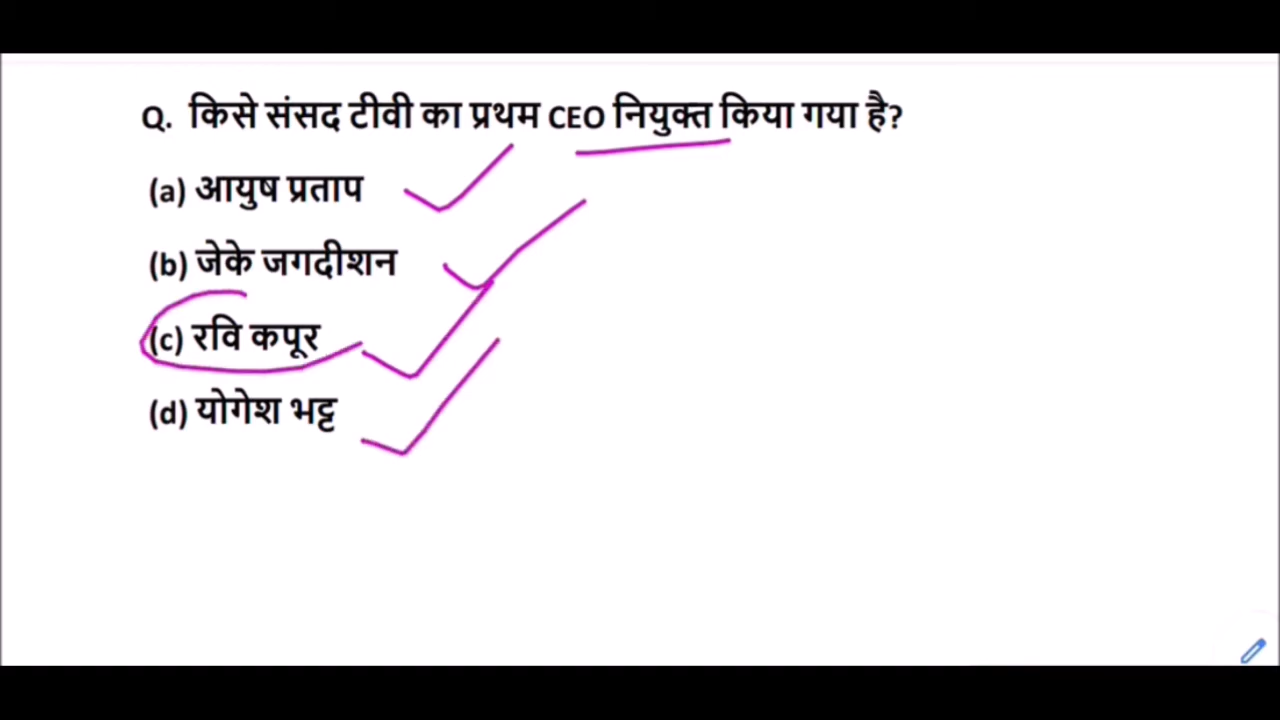 Q. किसे संसद टीवी का प्रथम CEO नियुक्त किया गया है?
(a) आयुष प्रताप
(b) जेके जगदीशन
(c) रवि कपूर
(d) योगेश भट्ट